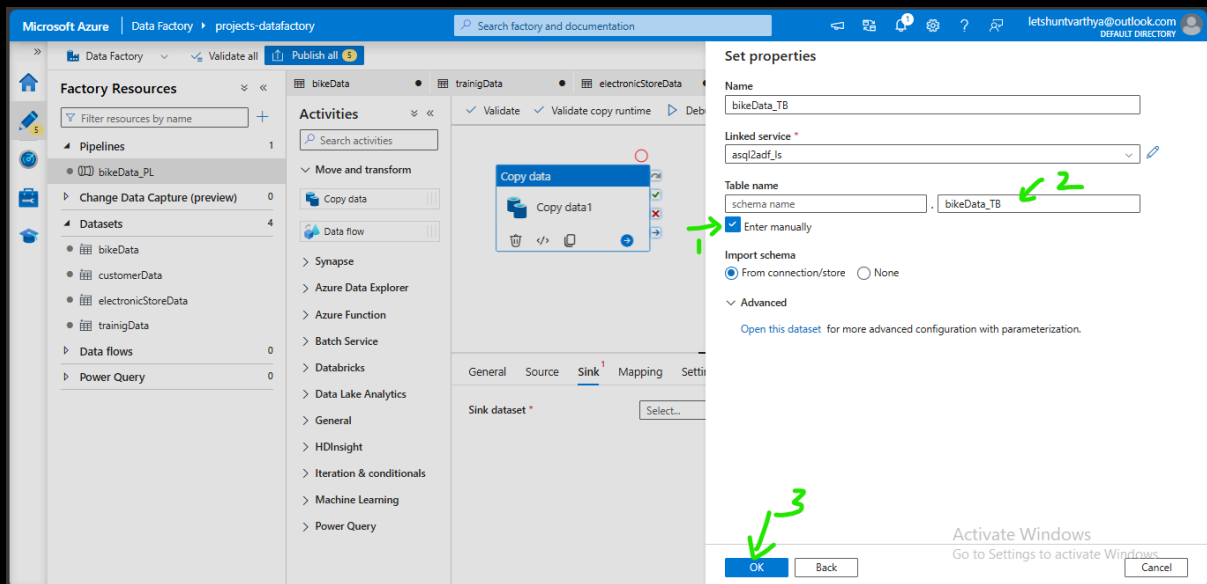 Microsoft Azure Data Factory projects-datafactory Search factory and documentation 1 letshuntvarthya@outlook.com
DEFAULT DIRECTORY
Data Factory Validate all Publish all 5
Factory Resources
Filter resources by name
Pipelines 1
bikeData_PL
Change Data Capture (preview) 0
Datasets 4
bikeData
customerData
electronicStoreData
trainigData
Data flows 0
Power Query 0
5
bikeData trainigData electronicStoreData
Activities
Search activities
Move and transform
Copy data
Data flow
Synapse
Azure Data Explorer
Azure Function
Batch Service
Databricks
Data Lake Analytics
General
HDInsight
Iteration & conditionals
Machine Learning
Power Query
Validate Validate copy runtime Deb
Copy data
Copy data1
General Source Sink 1 Mapping Settin
Sink dataset *
Select...
Set properties
Name
bikeData_TB
Linked service *
asql2adf_ls
Table name
schema name . bikeData_TB
2
1
Enter manually
Import schema
From connection/store None
Advanced
Open this dataset for more advanced configuration with parameterization.
3
Activate Windows
Go to Settings to activate Windows.
OK Back Cancel